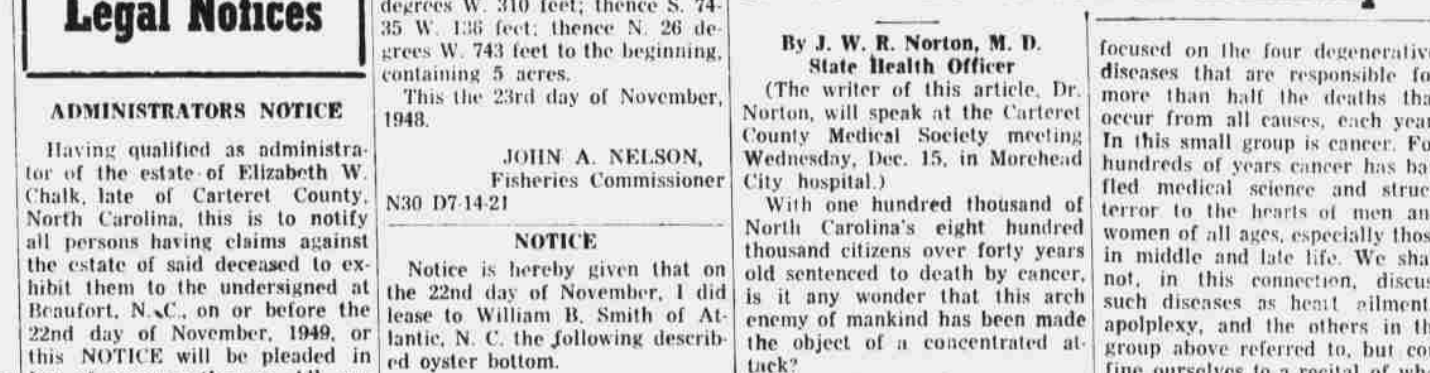 Legal Notices
ADMINISTRATORS NOTICE
Having qualified as administra-
tor of the estate of Elizabeth W.
Chalk, late of Carteret County,
North Carolina, this is to notify
all persons having claims against
the estate of said deceased to ex-
hibit them to the undersigned at
Beaufort, N. C., on or before the
22nd day of November, 1949, or
this NOTICE will be pleaded in
degrees W. 310 feet; thence S. 74-
35 W. 136 feet; thence N. 26 de-
grees W. 743 feet to the beginning,
containing 5 acres.
This the 23rd day of November,
1948.
JOHN A. NELSON,
Fisheries Commissioner
N30 D7-14-21
NOTICE
Notice is hereby given that on
the 22nd day of November, I did
lease to William B. Smith of At-
lantic, N. C. the following describ-
ed oyster bottom.
By J. W. R. Norton, M. D.
State Health Officer
(The writer of this article, Dr.
Norton, will speak at the Carteret
County Medical Society meeting
Wednesday, Dec. 15, in Morehead
City hospital.)
With one hundred thousand of
North Carolina's eight hundred
thousand citizens over forty years
old sentenced to death by cancer,
is it any wonder that this arch
enemy of mankind has been made
the object of a concentrated at-
tack?
focused on the four degenerativ
diseases that are responsible fo
more than half the deaths tha
occur from all causes, each year
In this small group is cancer. Fo
hundreds of years cancer has ba
fled medical science and struc
terror to the hearts of men an
women of all ages, especially thos
in middle and late life. We sha
not, in this connection, discus
such diseases as heart ailment
apolplexy, and the others in th
group above referred to, but con
fine ourselves to a recital of wha